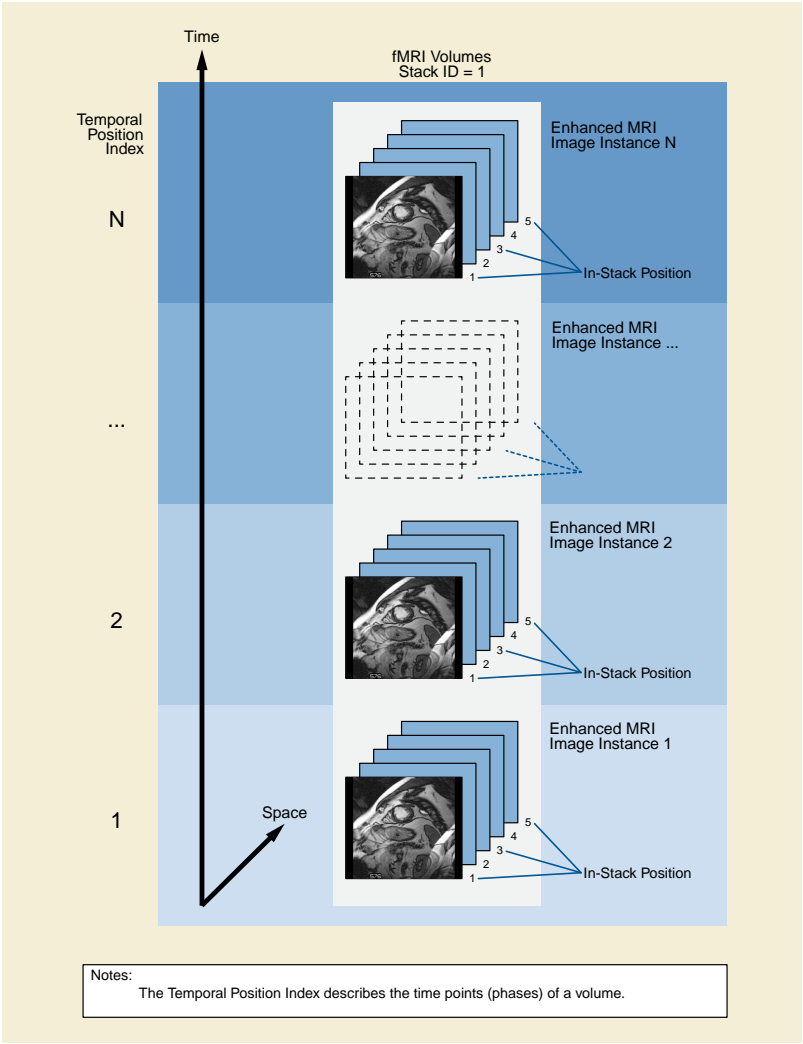 Time
fMRI Volumes
Stack ID = 1
Temporal
Position
Index
Enhanced MRI
Image Instance N
N
5
4
3
2
1
In-Stack Position
Enhanced MRI
Image Instance ...
...
Enhanced MRI
Image Instance 2
2
5
4
3
2
1
In-Stack Position
Enhanced MRI
Image Instance 1
Space
1
5
4
3
2
1
In-Stack Position
Notes:
The Temporal Position Index describes the time points (phases) of a volume.